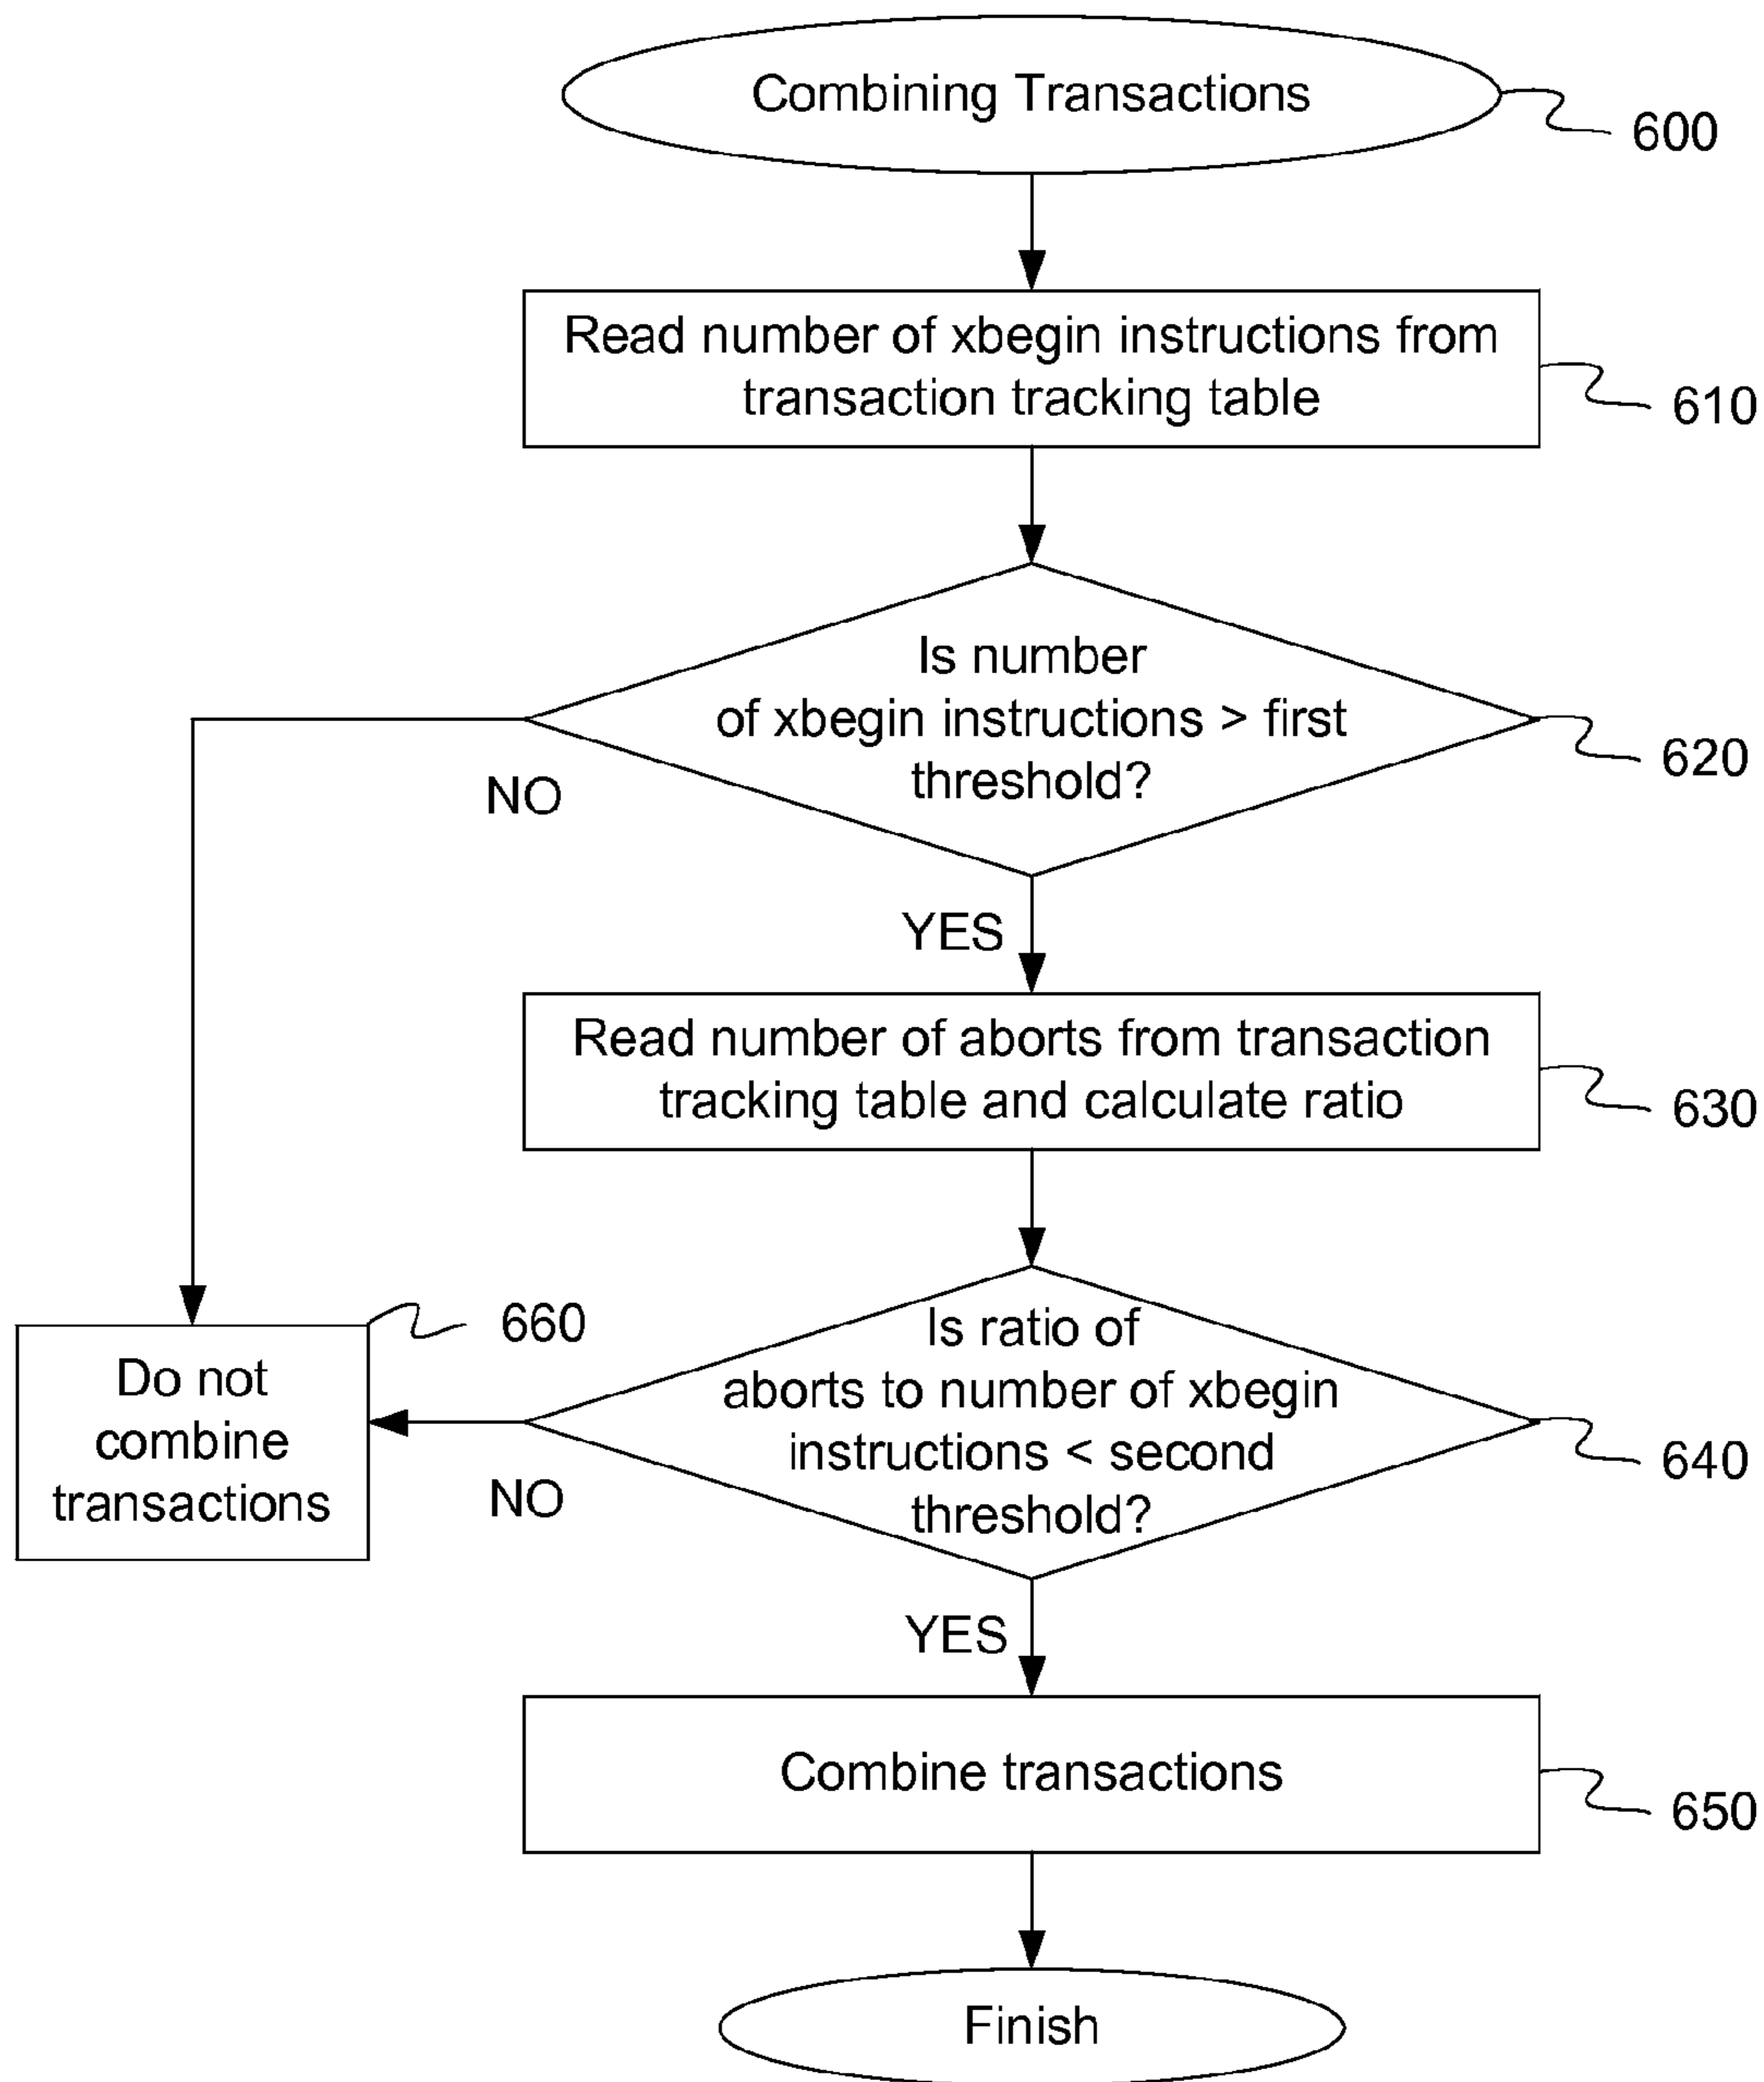 Combining Transactions
600
Read number of xbegin instructions from
transaction tracking table
610
Is number
of xbegin instructions > first
threshold?
620
NO
YES
Read number of aborts from transaction
tracking table and calculate ratio
630
660
Do not
combine
transactions
Is ratio of
aborts to number of xbegin
instructions < second
threshold?
640
NO
YES
Combine transactions
650
Finish